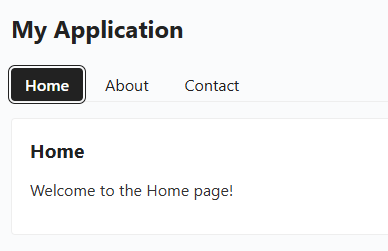 My Application
Home About Contact
Home
Welcome to the Home page!